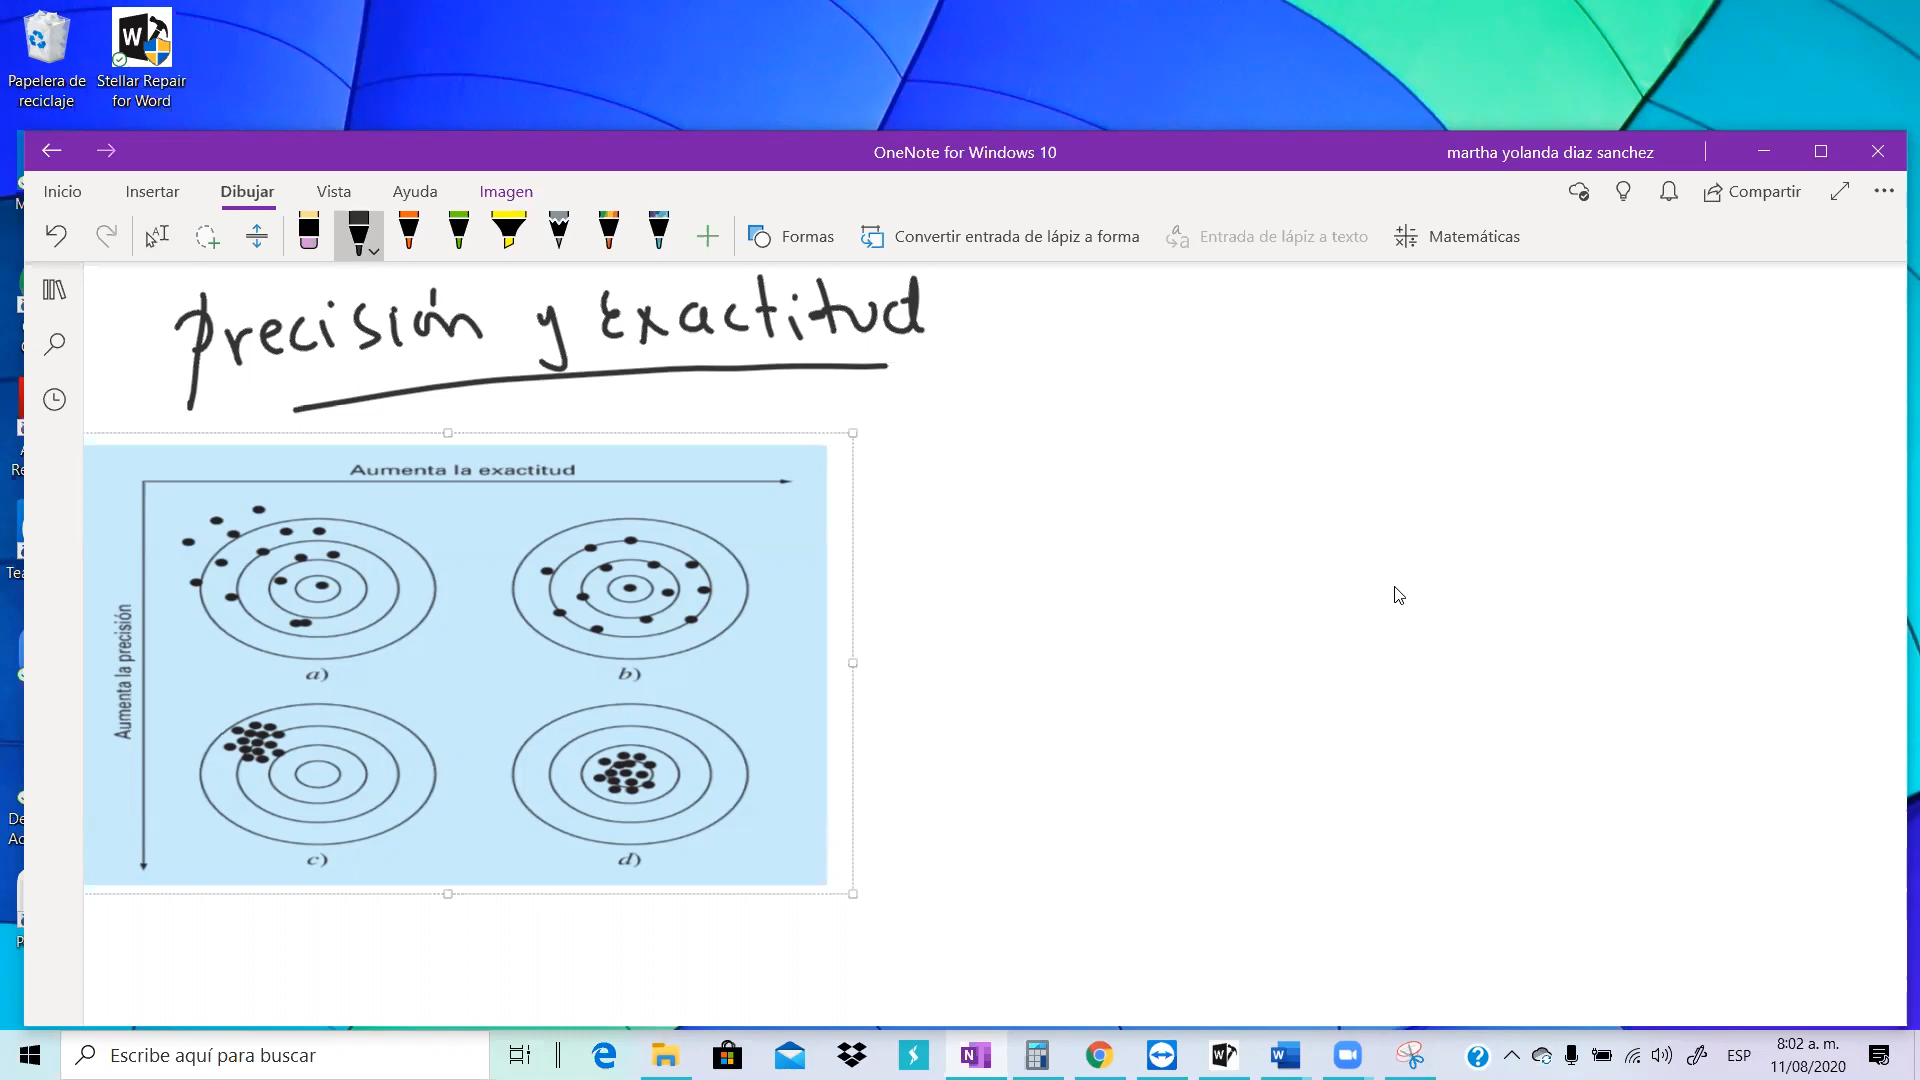 Papelera de
reciclaje
Stellar Repair
for Word
OneNote for Windows 10
martha yolanda diaz sanchez
Inicio
Insertar
Dibujar
Vista
Ayuda
Imagen
Compartir
Formas
Convertir entrada de lápiz a forma
Entrada de lápiz a texto
Matemáticas
precisión y exactitud
Aumenta la exactitud
Aumenta la precisión
a)
b)
c)
d)
Escribe aquí para buscar
ESP
8:02 a. m.
11/08/2020